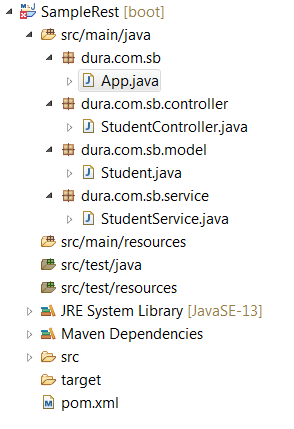 SampleRest [boot]
src/main/java
dura.com.sb
App.java
dura.com.sb.controller
StudentController.java
dura.com.sb.model
Student.java
dura.com.sb.service
StudentService.java
src/main/resources
src/test/java
src/test/resources
JRE System Library [JavaSE-13]
Maven Dependencies
src
target
pom.xml